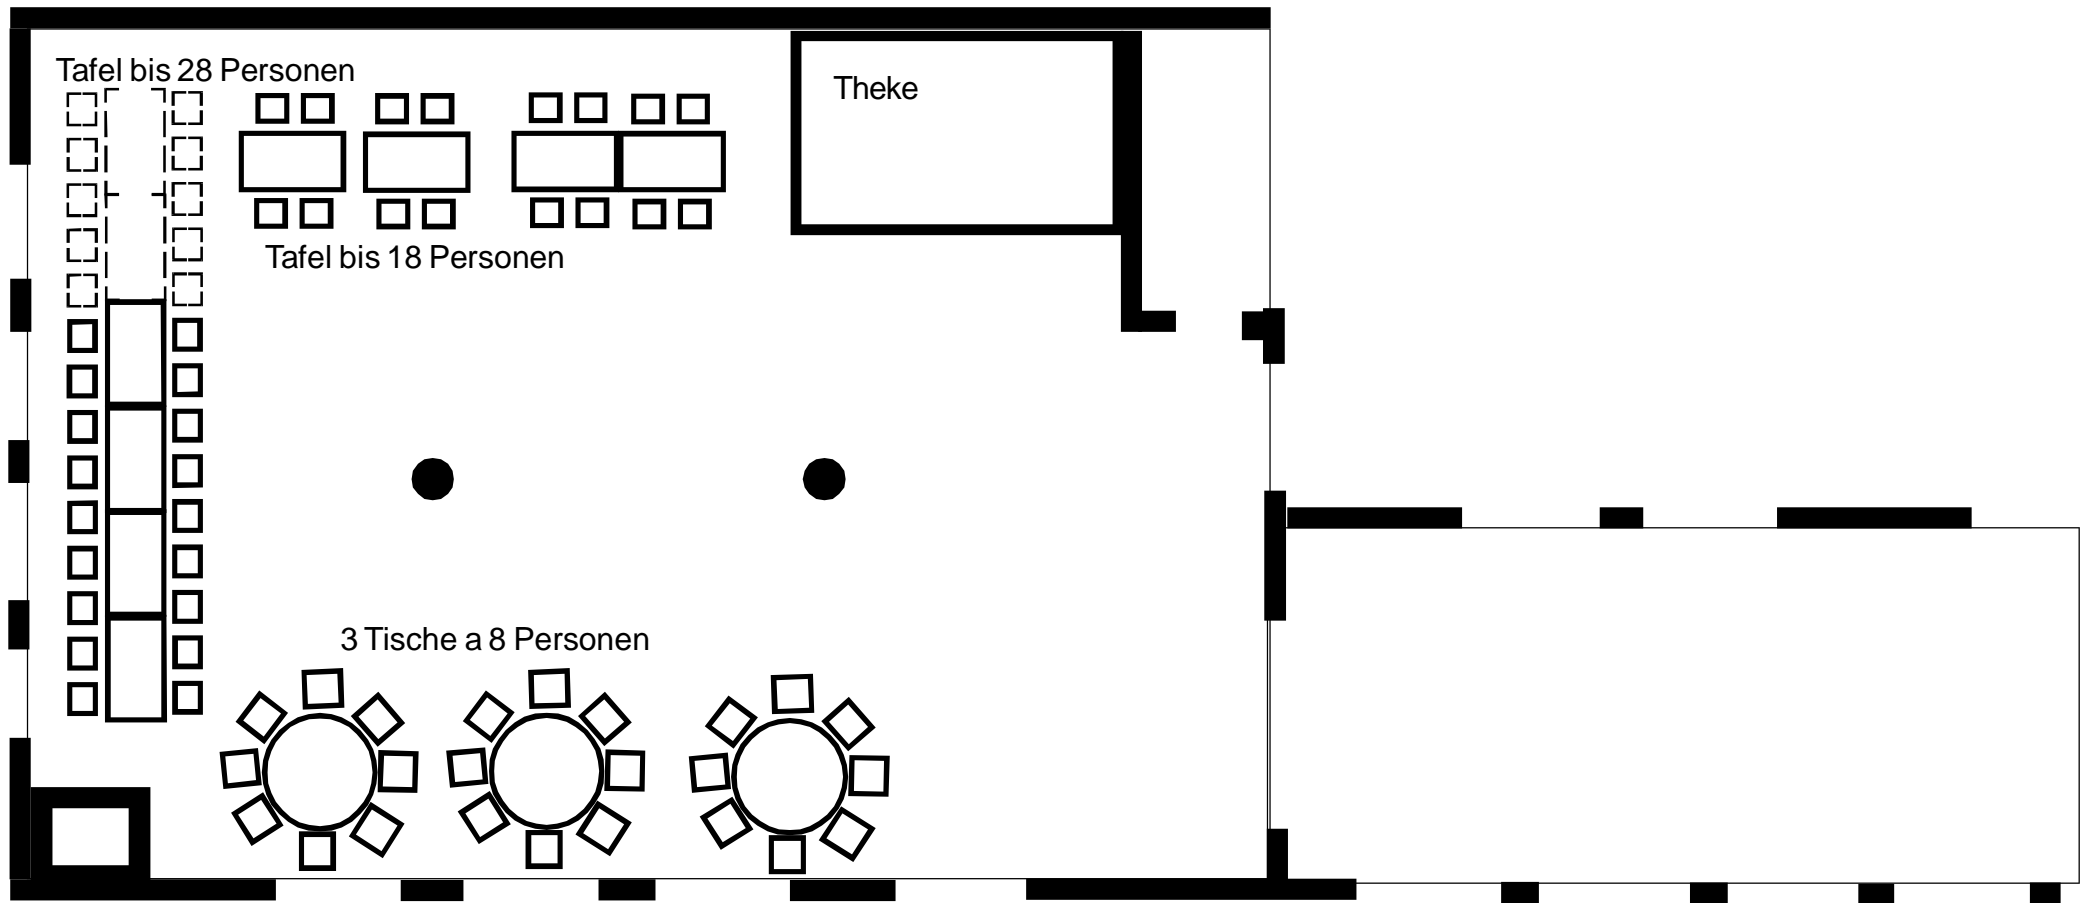 Tafel bis 28 Personen
Theke
Tafel bis 18 Personen
3 Tische a 8 Personen